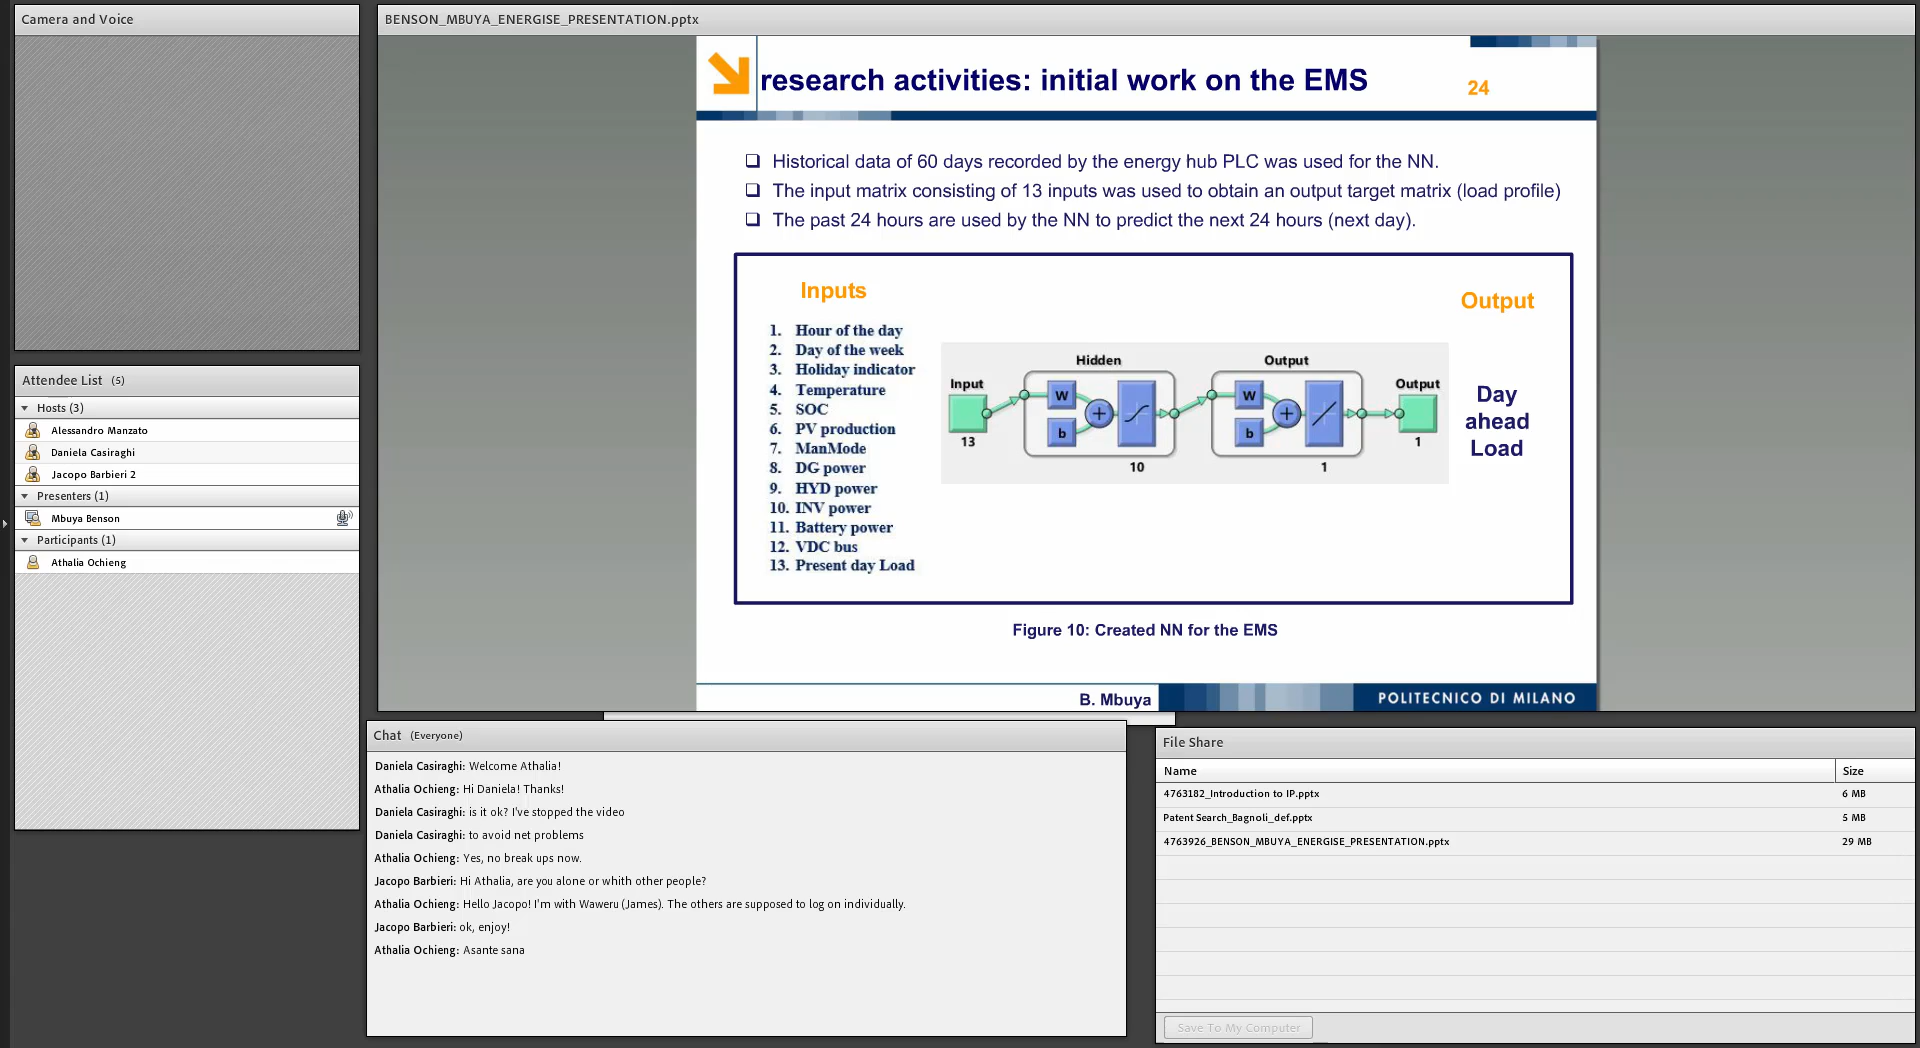 Camera and Voice
Attendee List (5)
Hosts (3)
Alessandro Manzato
Daniela Casiraghi
Jacopo Barbieri 2
Presenters (1)
Mbuya Benson
Participants (1)
Athalia Ochieng
BENSON_MBUYA_ENERGISE_PRESENTATION.pptx
research activities: initial work on the EMS
24
Historical data of 60 days recorded by the energy hub PLC was used for the NN.
The input matrix consisting of 13 inputs was used to obtain an output target matrix (load profile)
The past 24 hours are used by the NN to predict the next 24 hours (next day).
Inputs
1. Hour of the day
2. Day of the week
3. Holiday indicator
4. Temperature
5. SOC
6. PV production
7. ManMode
8. DG power
9. HYD power
10. INV power
11. Battery power
12. VDC bus
13. Present day Load
Input
13
Hidden
W
b
+
10
Output
W
b
+
1
Output
1
Output
Day
ahead
Load
Figure 10: Created NN for the EMS
B. Mbuya
POLITECNICO DI MILANO
Chat (Everyone)
Daniela Casiraghi: Welcome Athalia!
Athalia Ochieng: Hi Daniela! Thanks!
Daniela Casiraghi: is it ok? I've stopped the video
Daniela Casiraghi: to avoid net problems
Athalia Ochieng: Yes, no break ups now.
Jacopo Barbieri: Hi Athalia, are you alone or whith other people?
Athalia Ochieng: Hello Jacopo! I'm with Waweru (James). The others are supposed to log on individually.
Jacopo Barbieri: ok, enjoy!
Athalia Ochieng: Asante sana
File Share
Name Size
4763182_Introduction to IP.pptx 6 MB
Patent Search_Bagnoli_def.pptx 5 MB
4763926_BENSON_MBUYA_ENERGISE_PRESENTATION.pptx 29 MB
Save To My Computer